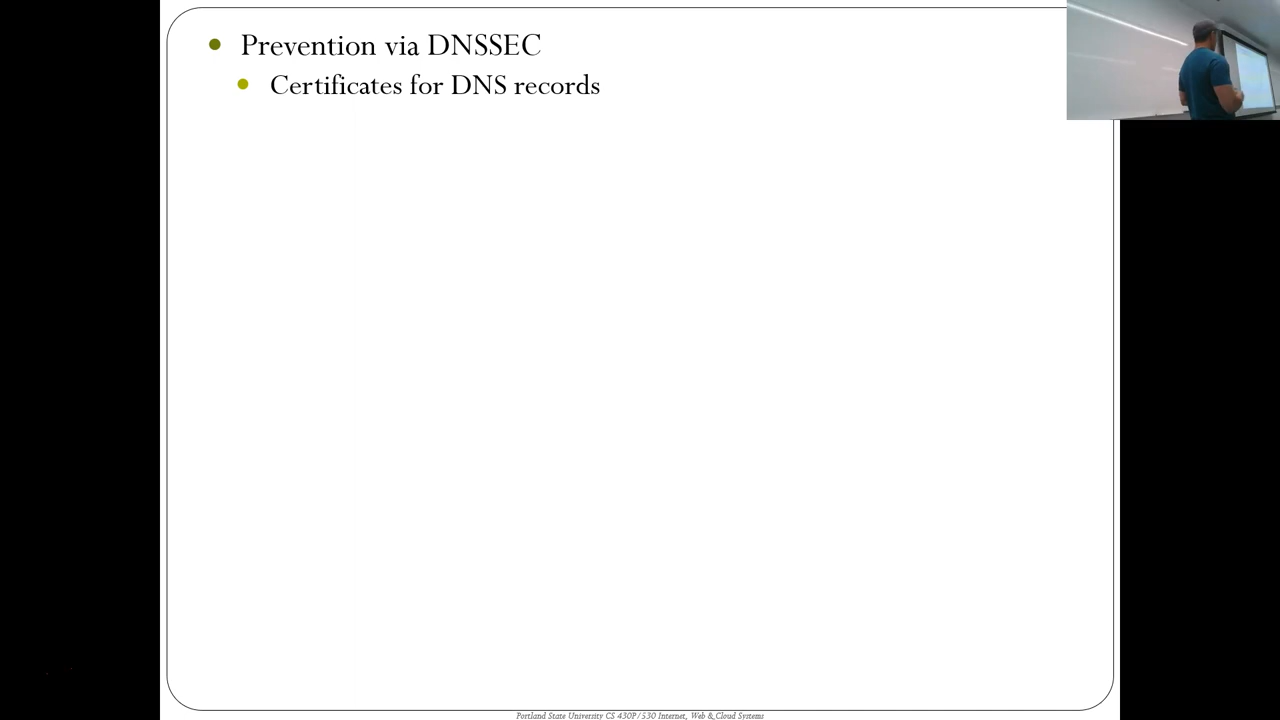 Prevention via DNSSEC
Certificates for DNS records
Portland State University CS 430P/530 Internet, Web & Cloud Systems